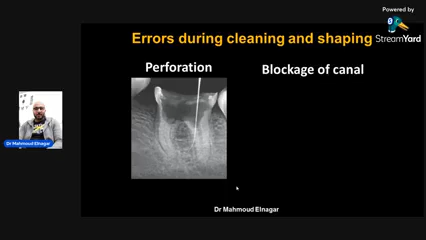 Powered by
StreamYard
Errors during cleaning and shaping
Perforation
Blockage of canal
Dr Mahmoud Elnagar
Dr Mahmoud Elnagar